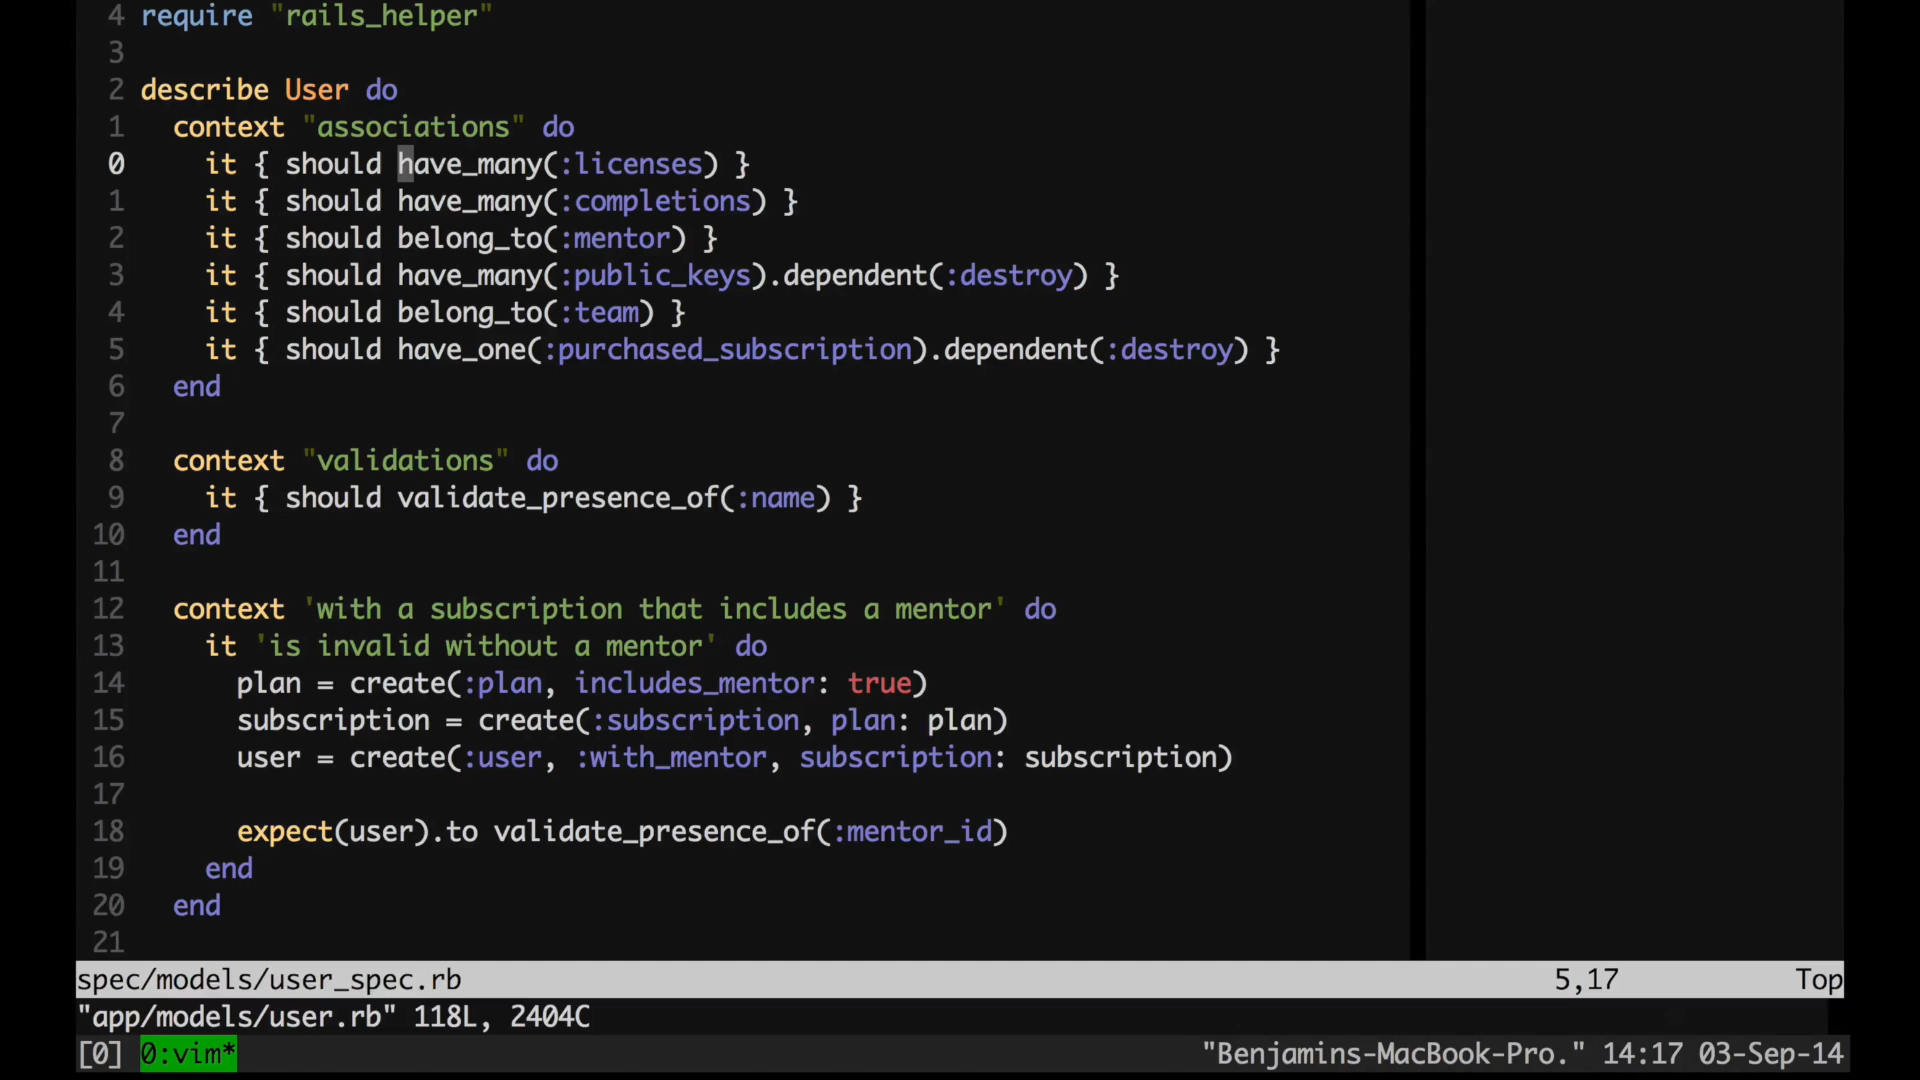 4 require "rails_helper"
3
2 describe User do
1   context "associations" do
0     it { should have_many(:licenses) }
1     it { should have_many(:completions) }
2     it { should belong_to(:mentor) }
3     it { should have_many(:public_keys).dependent(:destroy) }
4     it { should belong_to(:team) }
5     it { should have_one(:purchased_subscription).dependent(:destroy) }
6   end
7
8   context "validations" do
9     it { should validate_presence_of(:name) }
10   end
11
12   context 'with a subscription that includes a mentor' do
13     it 'is invalid without a mentor' do
14       plan = create(:plan, includes_mentor: true)
15       subscription = create(:subscription, plan: plan)
16       user = create(:user, :with_mentor, subscription: subscription)
17
18       expect(user).to validate_presence_of(:mentor_id)
19     end
20   end
21
spec/models/user_spec.rb 5,17 Top
"app/models/user.rb" 118L, 2404C
[0] 0:vim* "Benjamins-MacBook-Pro." 14:17 03-Sep-14